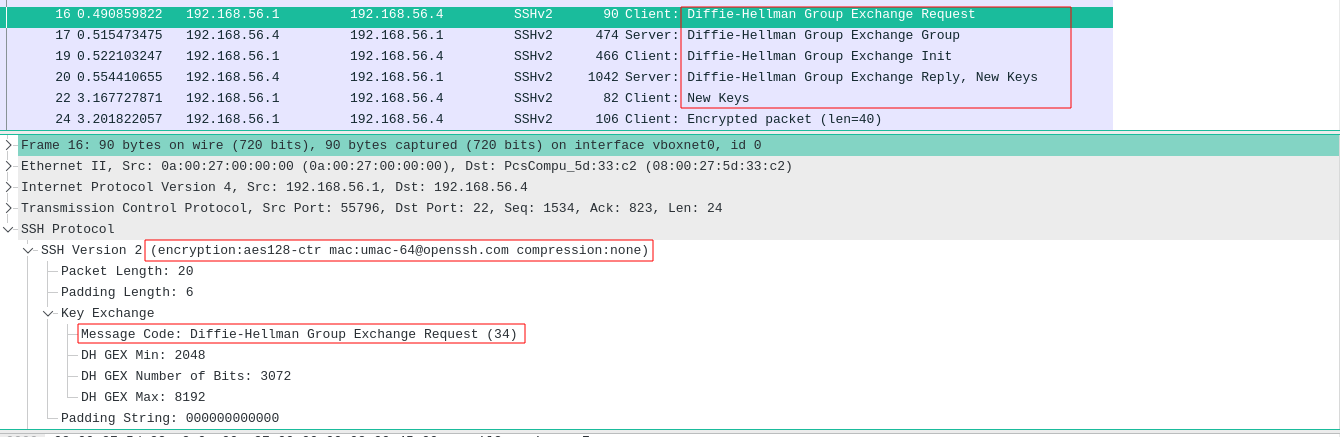 16 0.490859822 192.168.56.1 192.168.56.4 SSHv2 90 Client: Diffie-Hellman Group Exchange Request
17 0.515473475 192.168.56.4 192.168.56.1 SSHv2 474 Server: Diffie-Hellman Group Exchange Group
19 0.522103247 192.168.56.1 192.168.56.4 SSHv2 466 Client: Diffie-Hellman Group Exchange Init
20 0.554410655 192.168.56.4 192.168.56.1 SSHv2 1042 Server: Diffie-Hellman Group Exchange Reply, New Keys
22 3.167727871 192.168.56.1 192.168.56.4 SSHv2 82 Client: New Keys
24 3.201822057 192.168.56.1 192.168.56.4 SSHv2 106 Client: Encrypted packet (len=40)
Frame 16: 90 bytes on wire (720 bits), 90 bytes captured (720 bits) on interface vboxnet0, id 0
Ethernet II, Src: 0a:00:27:00:00:00 (0a:00:27:00:00:00), Dst: PcsCompu_5d:33:c2 (08:00:27:5d:33:c2)
Internet Protocol Version 4, Src: 192.168.56.1, Dst: 192.168.56.4
Transmission Control Protocol, Src Port: 55796, Dst Port: 22, Seq: 1534, Ack: 823, Len: 24
SSH Protocol
SSH Version 2 (encryption:aes128-ctr mac:umac-64@openssh.com compression:none)
Packet Length: 20
Padding Length: 6
Key Exchange
Message Code: Diffie-Hellman Group Exchange Request (34)
DH GEX Min: 2048
DH GEX Number of Bits: 3072
DH GEX Max: 8192
Padding String: 000000000000